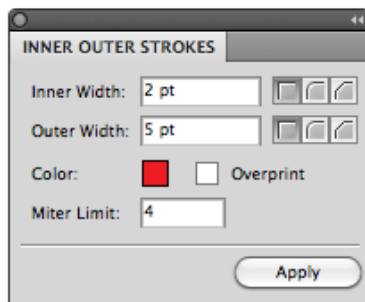 INNER OUTER STROKES
Inner Width: 2 pt
Outer Width: 5 pt
Color: Overprint
Miter Limit: 4
Apply